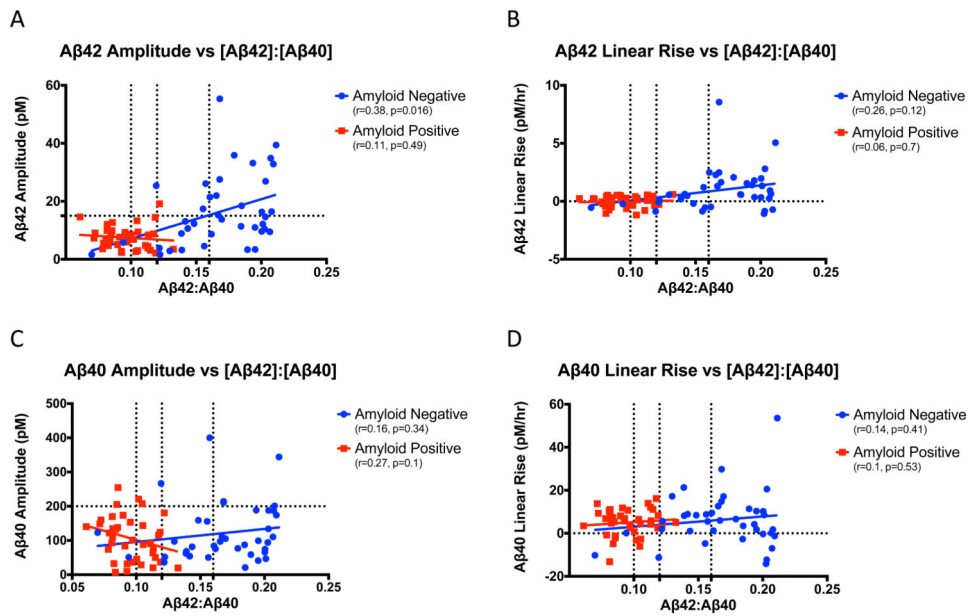 A
Aβ42 Amplitude vs [Aβ42]:[Aβ40]
60
40
20
0
Aβ42 Amplitude (pM)
0.10
0.15
0.20
0.25
Aβ42:Aβ40
Amyloid Negative
(r=0.38, p=0.016)
Amyloid Positive
(r=0.11, p=0.49)
B
Aβ42 Linear Rise vs [Aβ42]:[Aβ40]
10
5
0
-5
Aβ42 Linear Rise (pM/hr)
0.10
0.15
0.20
0.25
Aβ42:Aβ40
Amyloid Negative
(r=0.26, p=0.12)
Amyloid Positive
(r=0.06, p=0.7)
C
Aβ40 Amplitude vs [Aβ42]:[Aβ40]
500
400
300
200
100
0
Aβ40 Amplitude (pM)
0.05
0.10
0.15
0.20
0.25
Aβ42:Aβ40
Amyloid Negative
(r=0.16, p=0.34)
Amyloid Positive
(r=0.27, p=0.1)
D
Aβ40 Linear Rise vs [Aβ42]:[Aβ40]
60
40
20
0
-20
Aβ40 Linear Rise (pM/hr)
0.10
0.15
0.20
0.25
Aβ42:Aβ40
Amyloid Negative
(r=0.14, p=0.41)
Amyloid Positive
(r=0.1, p=0.53)